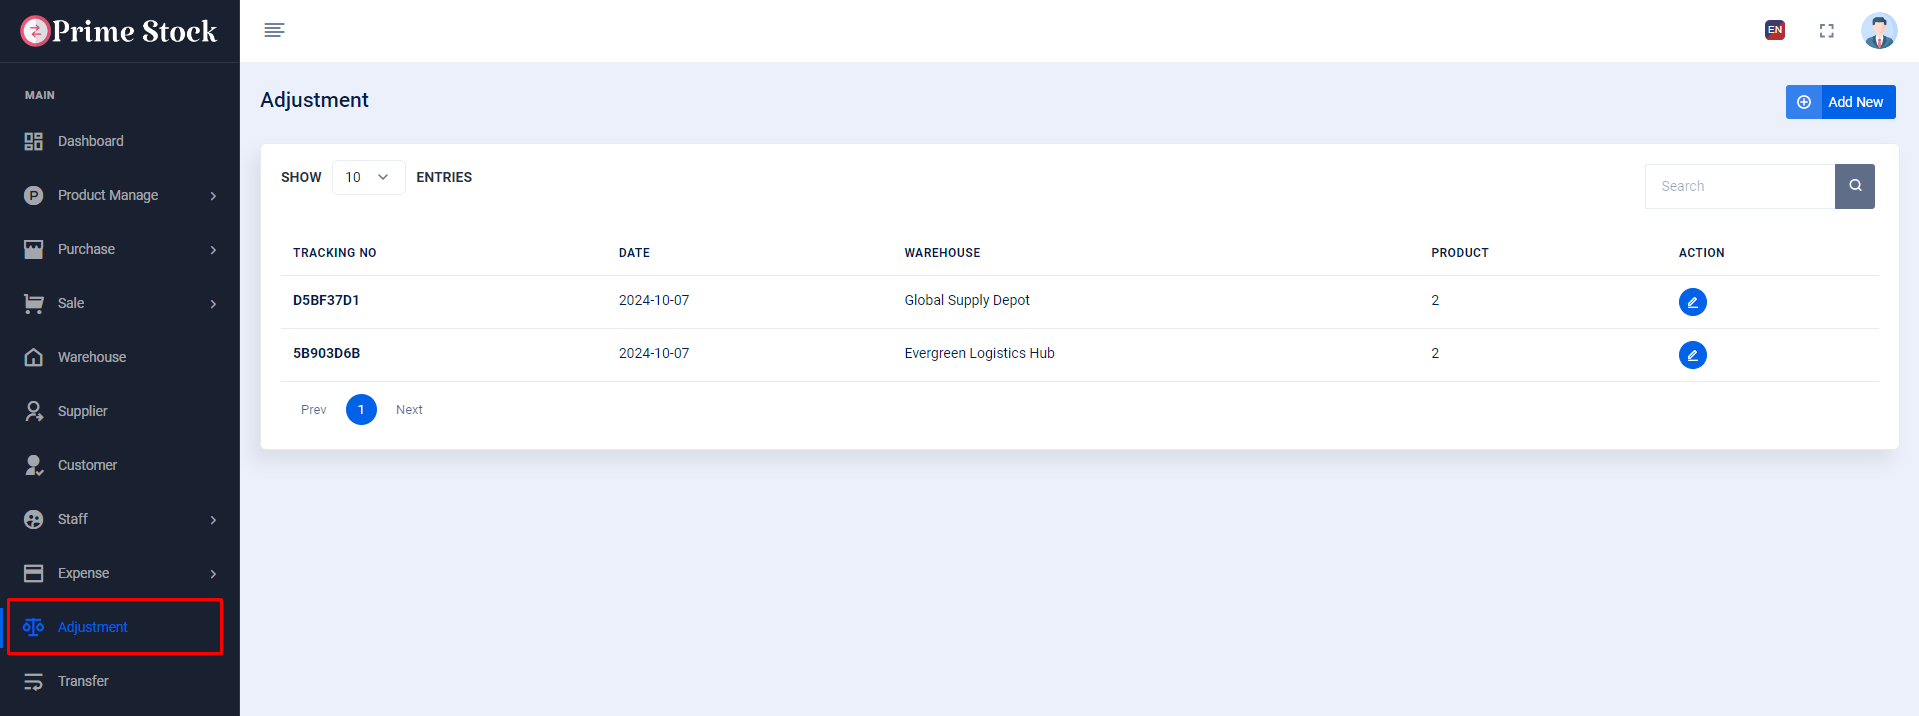 Prime Stock
EN
MAIN
Dashboard
Product Manage
Purchase
Sale
Warehouse
Supplier
Customer
Staff
Expense
Adjustment
Transfer
Adjustment
Add New
SHOW 10 ENTRIES
Search
TRACKING NO DATE WAREHOUSE PRODUCT ACTION
D5BF37D1 2024-10-07 Global Supply Depot 2
5B903D6B 2024-10-07 Evergreen Logistics Hub 2
Prev 1 Next